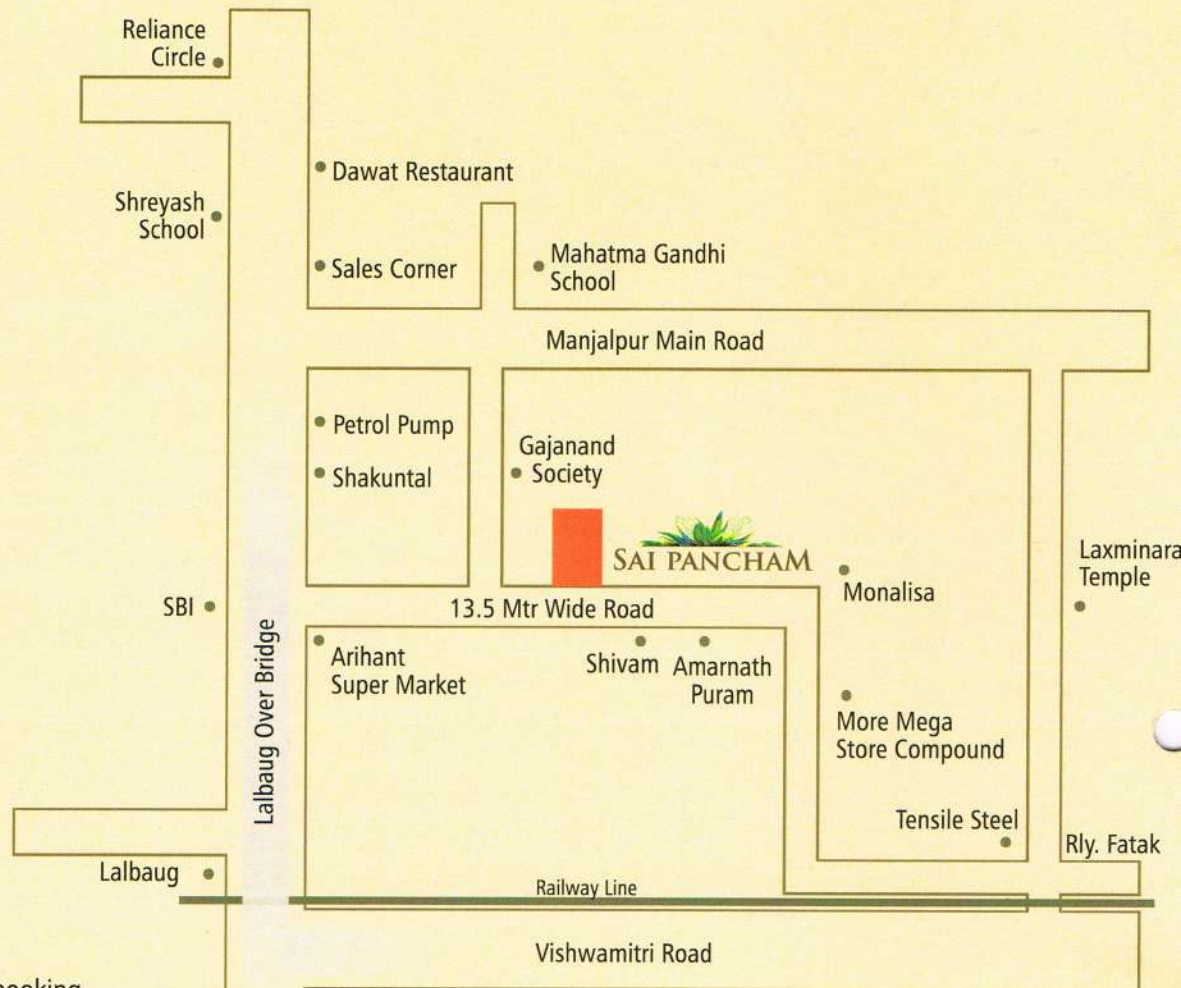 Reliance
Circle
Dawat Restaurant
Shreyash
School
Sales Corner
Mahatma Gandhi
School
Manjalpur Main Road
Petrol Pump
Gajanand
Society
Shakuntal
SAI PANCHAM
Monalisa
Laxminara
Temple
SBI
13.5 Mtr Wide Road
Lalbaug Over Bridge
Arihant
Super Market
Shivam
Amarnath
Puram
More Mega
Store Compound
Tensile Steel
Rly. Fatak
Lalbaug
Railway Line
Vishwamitri Road